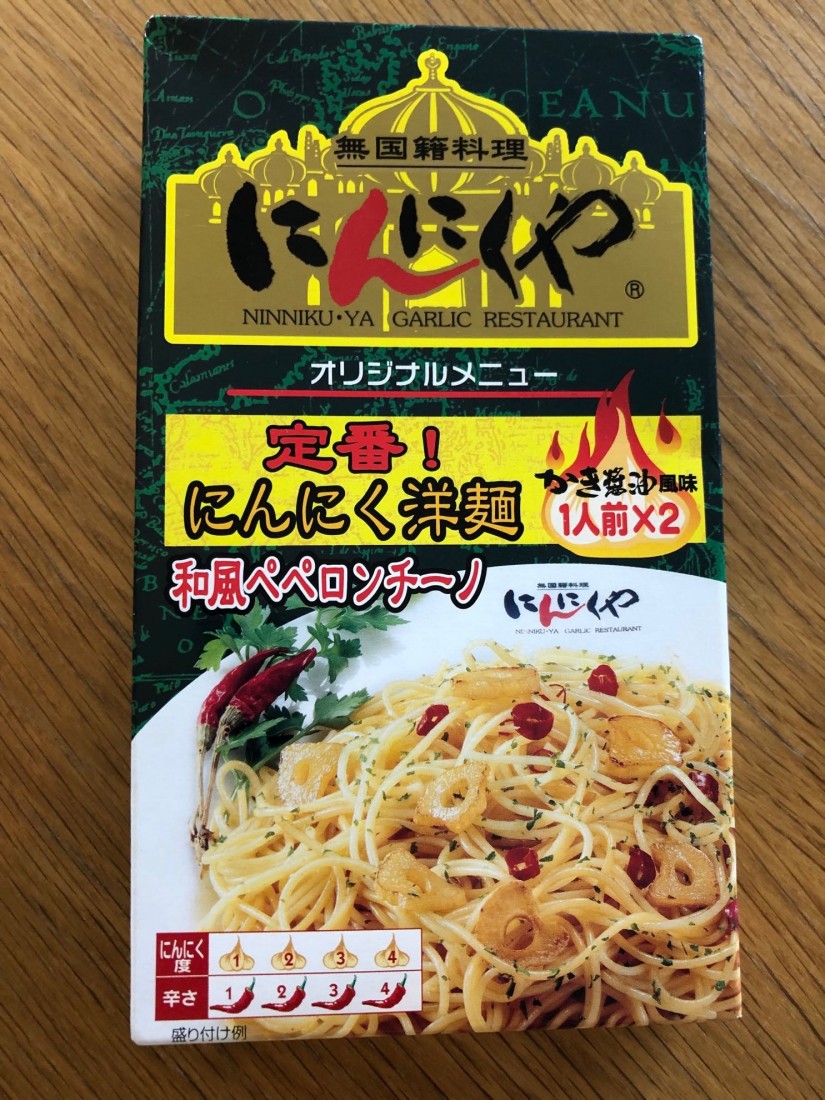 CEANU
無国籍料理
にんにくや
®
NINNIKU・YA GARLIC RESTAURANT
オリジナルメニュー
定番！
にんにく洋麺
かき醬油風味
1人前×2
和風ペペロンチーノ
無国籍料理
にんにくや
NINNIKU・YA GARLIC RESTAURANT
にんにく度 1 2 3 4
辛さ 1 2 3 4
盛り付け例